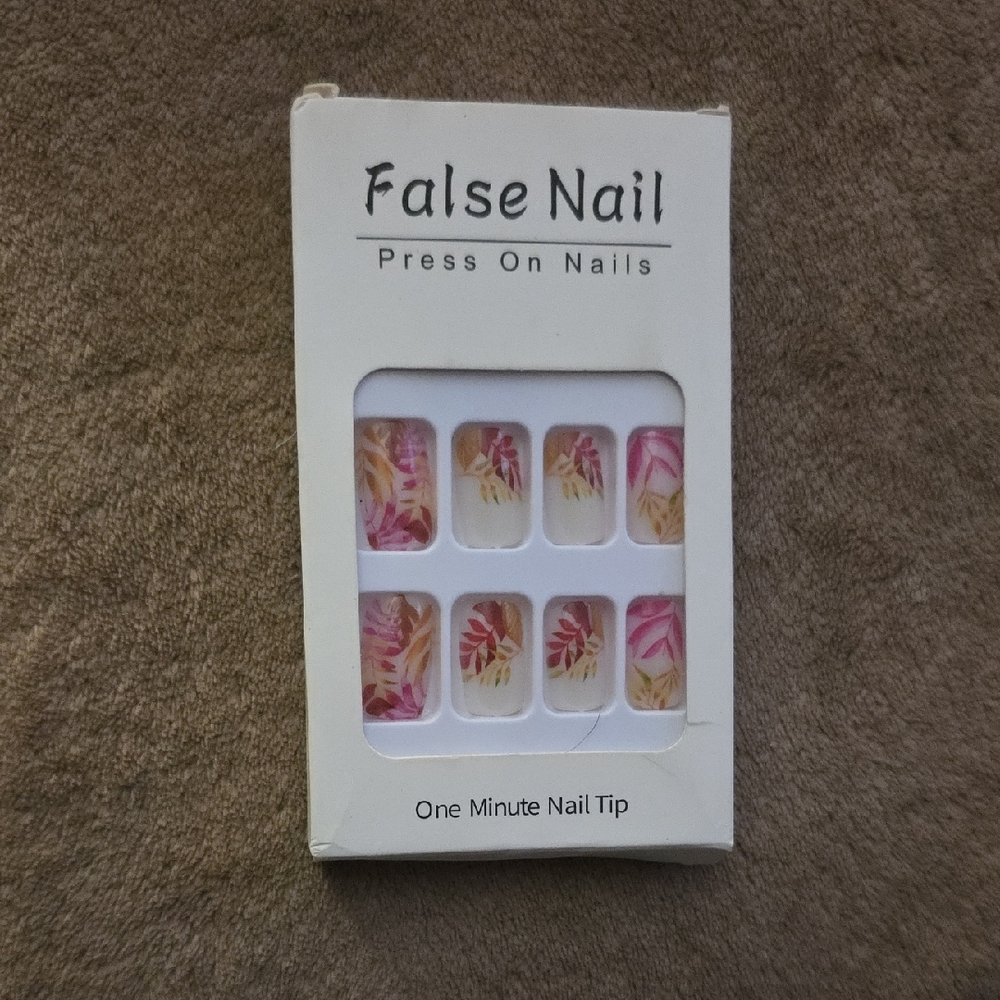 False Nail
Press On Nails
One Minute Nail Tip